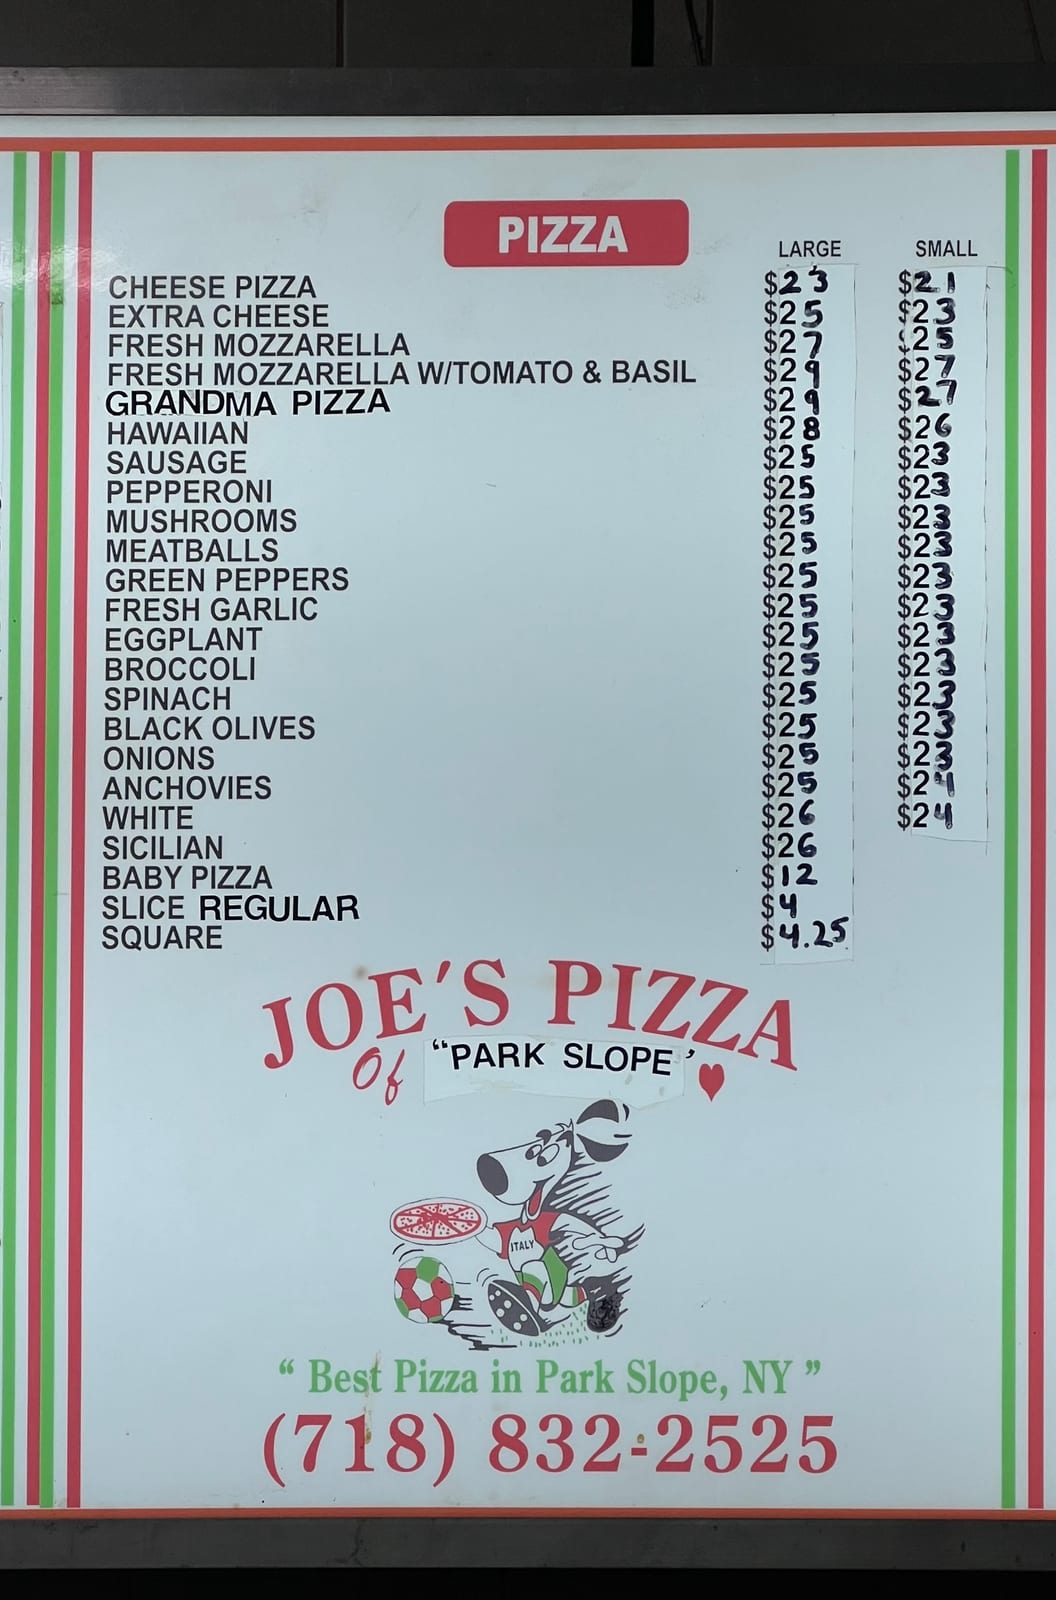 PIZZA
LARGE SMALL
CHEESE PIZZA $23 $21
EXTRA CHEESE $25 $23
FRESH MOZZARELLA $27 $25
FRESH MOZZARELLA W/TOMATO & BASIL $29 $27
GRANDMA PIZZA $29 $27
HAWAIIAN $28 $26
SAUSAGE $25 $23
PEPPERONI $25 $23
MUSHROOMS $25 $23
MEATBALLS $25 $23
GREEN PEPPERS $25 $23
FRESH GARLIC $25 $23
EGGPLANT $25 $23
BROCCOLI $25 $23
SPINACH $25 $23
BLACK OLIVES $25 $23
ONIONS $25 $23
ANCHOVIES $25 $24
WHITE $26 $24
SICILIAN $26
BABY PIZZA $12
SLICE REGULAR $4
SQUARE $4.25
JOE'S PIZZA
Of "PARK SLOPE'
ITALY
" Best Pizza in Park Slope, NY "
(718) 832-2525